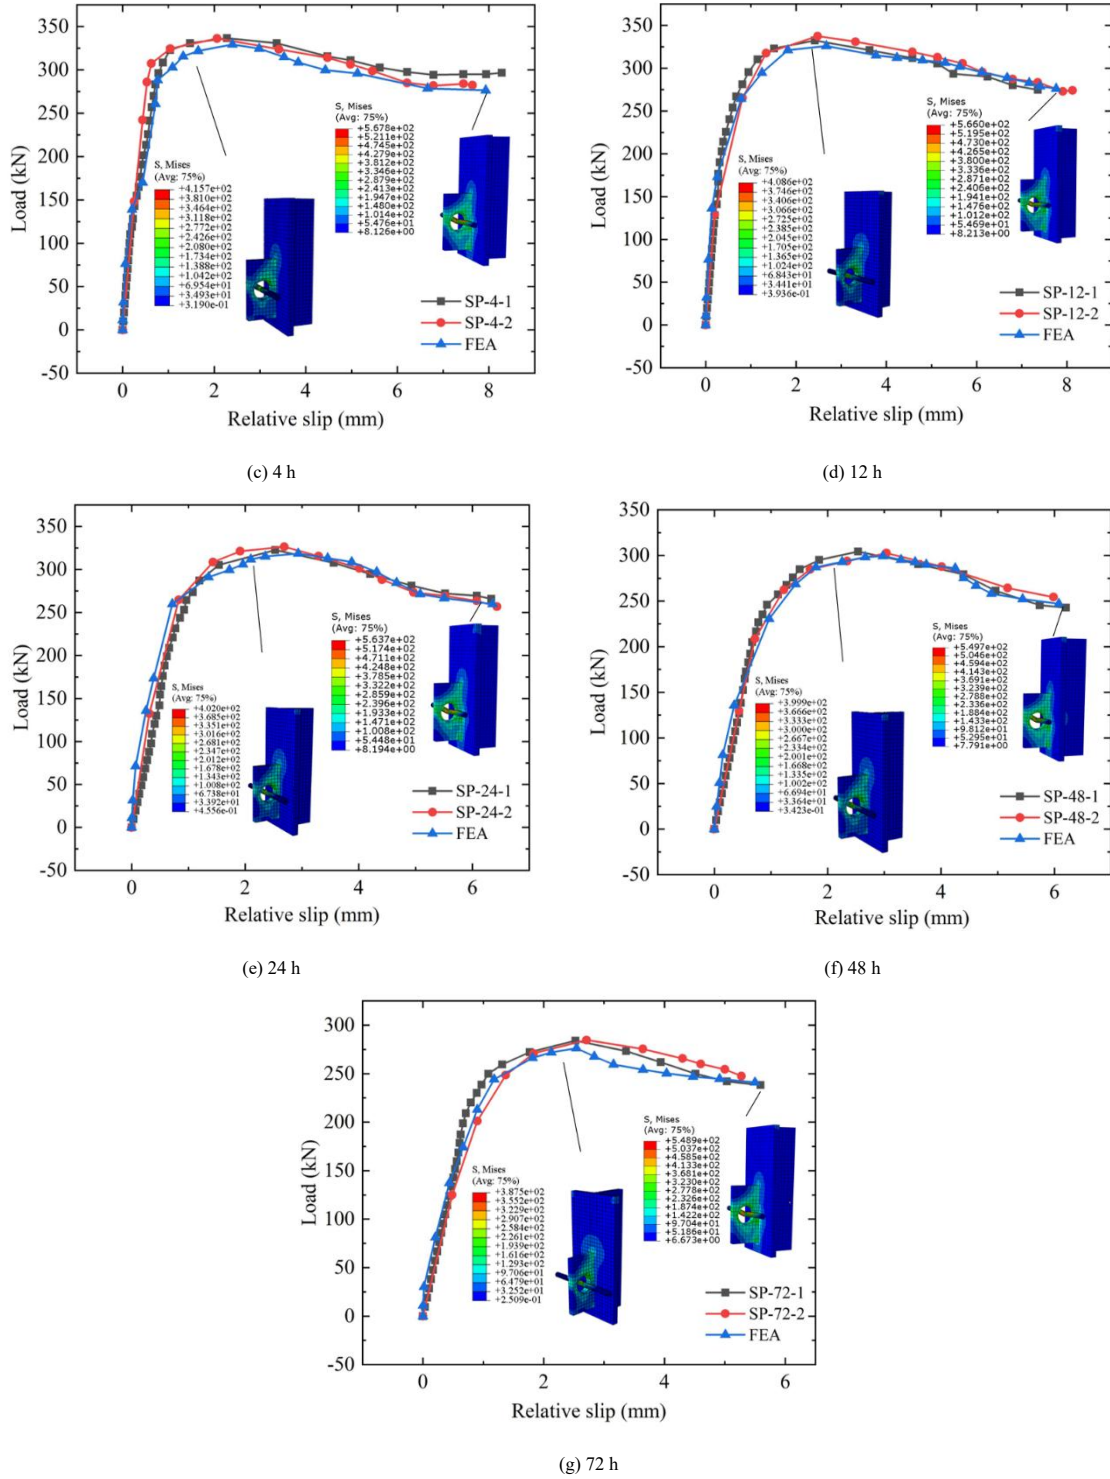 400
350
300
250
200
150
100
50
0
-50
Load (kN)
0 2 4 6 8
Relative slip (mm)
S, Mises
(Avg: 75%)
+4.157e+02
+3.810e+02
+3.464e+02
+3.118e+02
+2.772e+02
+2.426e+02
+2.080e+02
+1.734e+02
+1.388e+02
+1.042e+02
+6.954e+01
+3.493e+01
+3.190e-01
S, Mises
(Avg: 75%)
+5.678e+02
+5.211e+02
+4.745e+02
+4.279e+02
+3.812e+02
+3.346e+02
+2.879e+02
+2.413e+02
+1.947e+02
+1.480e+02
+1.014e+02
+5.476e+01
+8.126e+00
SP-4-1
SP-4-2
FEA
(c) 4 h
400
350
300
250
200
150
100
50
0
-50
Load (kN)
0 2 4 6 8
Relative slip (mm)
S, Mises
(Avg: 75%)
+4.086e+02
+3.746e+02
+3.406e+02
+3.066e+02
+2.725e+02
+2.385e+02
+2.045e+02
+1.705e+02
+1.365e+02
+1.024e+02
+6.843e+01
+3.441e+01
+3.936e-01
S, Mises
(Avg: 75%)
+5.660e+02
+5.195e+02
+4.730e+02
+4.265e+02
+3.800e+02
+3.336e+02
+2.871e+02
+2.406e+02
+1.941e+02
+1.476e+02
+1.012e+02
+5.469e+01
+8.213e+00
SP-12-1
SP-12-2
FEA
(d) 12 h
350
300
250
200
150
100
50
0
-50
Load (kN)
0 2 4 6
Relative slip (mm)
S, Mises
(Avg: 75%)
+4.020e+02
+3.685e+02
+3.351e+02
+3.016e+02
+2.681e+02
+2.347e+02
+2.012e+02
+1.678e+02
+1.343e+02
+1.008e+02
+6.738e+01
+3.392e+01
+4.556e-01
S, Mises
(Avg: 75%)
+5.637e+02
+5.174e+02
+4.711e+02
+4.248e+02
+3.785e+02
+3.322e+02
+2.859e+02
+2.396e+02
+1.933e+02
+1.471e+02
+1.008e+02
+5.448e+01
+8.194e+00
SP-24-1
SP-24-2
FEA
(e) 24 h
350
300
250
200
150
100
50
0
-50
Load (kN)
0 2 4 6
Relative slip (mm)
S, Mises
(Avg: 75%)
+3.999e+02
+3.666e+02
+3.333e+02
+3.000e+02
+2.667e+02
+2.334e+02
+2.001e+02
+1.668e+02
+1.335e+02
+1.002e+02
+6.694e+01
+3.364e+01
+3.423e-01
S, Mises
(Avg: 75%)
+5.497e+02
+5.046e+02
+4.594e+02
+4.143e+02
+3.691e+02
+3.239e+02
+2.788e+02
+2.336e+02
+1.884e+02
+1.433e+02
+9.812e+01
+5.295e+01
+7.791e+00
SP-48-1
SP-48-2
FEA
(f) 48 h
300
250
200
150
100
50
0
-50
Load (kN)
0 2 4 6
Relative slip (mm)
S, Mises
(Avg: 75%)
+3.875e+02
+3.552e+02
+3.229e+02
+2.907e+02
+2.584e+02
+2.261e+02
+1.939e+02
+1.616e+02
+1.293e+02
+9.706e+01
+6.479e+01
+3.252e+01
+2.509e-01
S, Mises
(Avg: 75%)
+5.489e+02
+5.037e+02
+4.585e+02
+4.133e+02
+3.681e+02
+3.230e+02
+2.778e+02
+2.326e+02
+1.874e+02
+1.422e+02
+9.704e+01
+5.186e+01
+6.673e+00
SP-72-1
SP-72-2
FEA
(g) 72 h